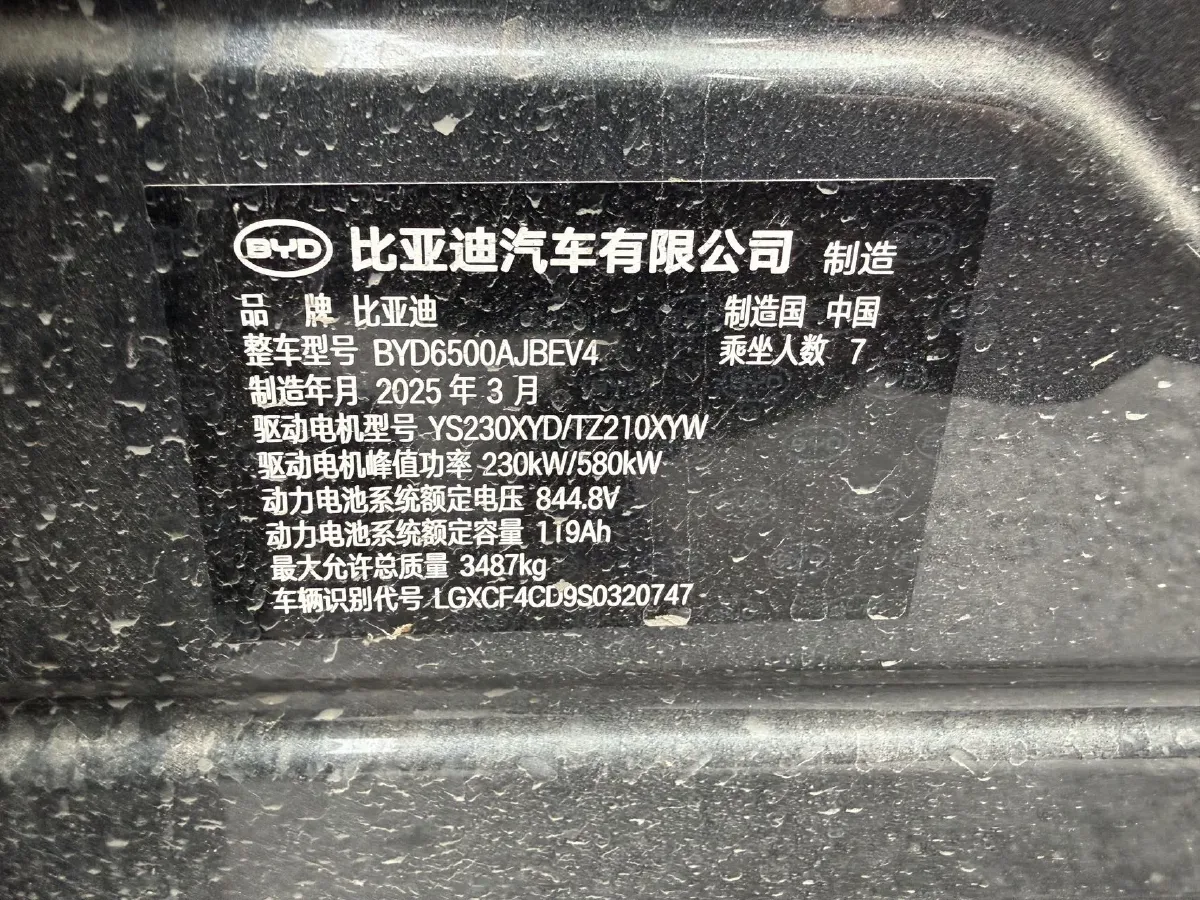 BYD 比亚迪汽车有限公司 制造
品 牌 比亚迪 制造国 中国
整车型号 BYD6500AJBEV4 乘坐人数 7
制造年月 2025 年 3 月
驱动电机型号 YS230XYD/TZ210XYW
驱动电机峰值功率 230kW/580kW
动力电池系统额定电压 844.8V
动力电池系统额定容量 119Ah
最大允许总质量 3487kg
车辆识别代号 LGXCF4CD9S0320747